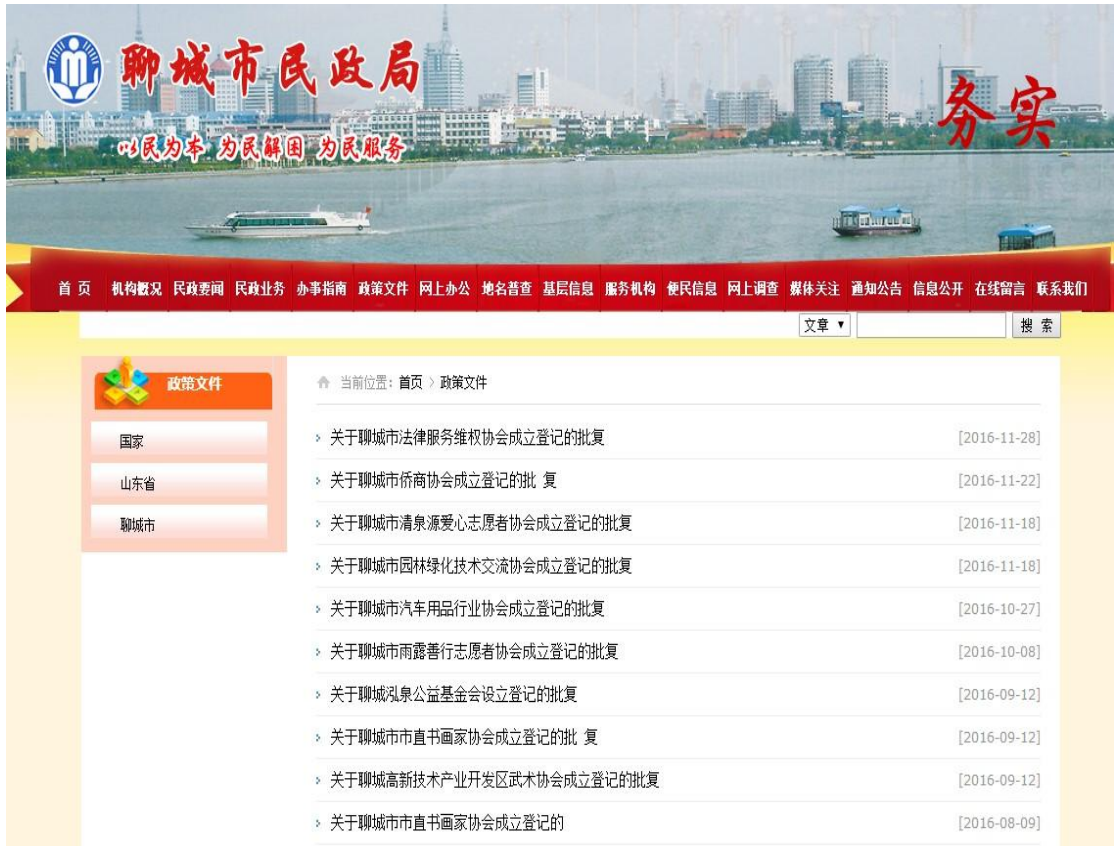 聊城市民政局
以民为本 为民解困 为民服务
务实
首 页 机构概况 民政要闻 民政业务 办事指南 政策文件 网上办公 地名普查 基层信息 服务机构 便民信息 网上调查 媒体关注 通知公告 信息公开 在线留言 联系我们
文章 ▼ 搜 索
政策文件
国家
山东省
聊城市
当前位置: 首页 > 政策文件
关于聊城市法律服务维权协会成立登记的批复 [2016-11-28]
关于聊城市侨商协会成立登记的批 复 [2016-11-22]
关于聊城市清泉源爱心志愿者协会成立登记的批复 [2016-11-18]
关于聊城市园林绿化技术交流协会成立登记的批复 [2016-11-18]
关于聊城市汽车用品行业协会成立登记的批复 [2016-10-27]
关于聊城市雨露善行志愿者协会成立登记的批复 [2016-10-08]
关于聊城泓泉公益基金会设立登记的批复 [2016-09-12]
关于聊城市市直书画家协会成立登记的批 复 [2016-09-12]
关于聊城高新技术产业开发区武术协会成立登记的批复 [2016-09-12]
关于聊城市市直书画家协会成立登记的 [2016-08-09]